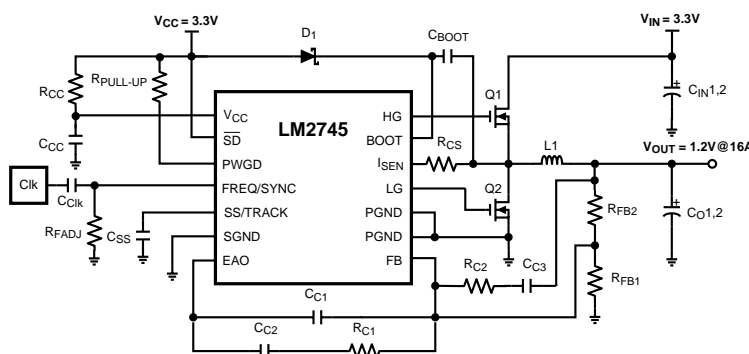 V_CC = 3.3V
V_IN = 3.3V
D_1
C_BOOT
R_CC
R_PULL-UP
Q1
C_IN1,2
C_CC
V_CC
S̅D̅
PWGD
FREQ/SYNC
SS/TRACK
SGND
EAO
LM2745
HG
BOOT
I_SEN
LG
PGND
PGND
FB
R_CS
L1
V_OUT = 1.2V@16A
Clk
C_Clk
R_FADJ
C_SS
Q2
R_FB2
C_O1,2
R_C2
C_C3
R_FB1
C_C1
C_C2
R_C1